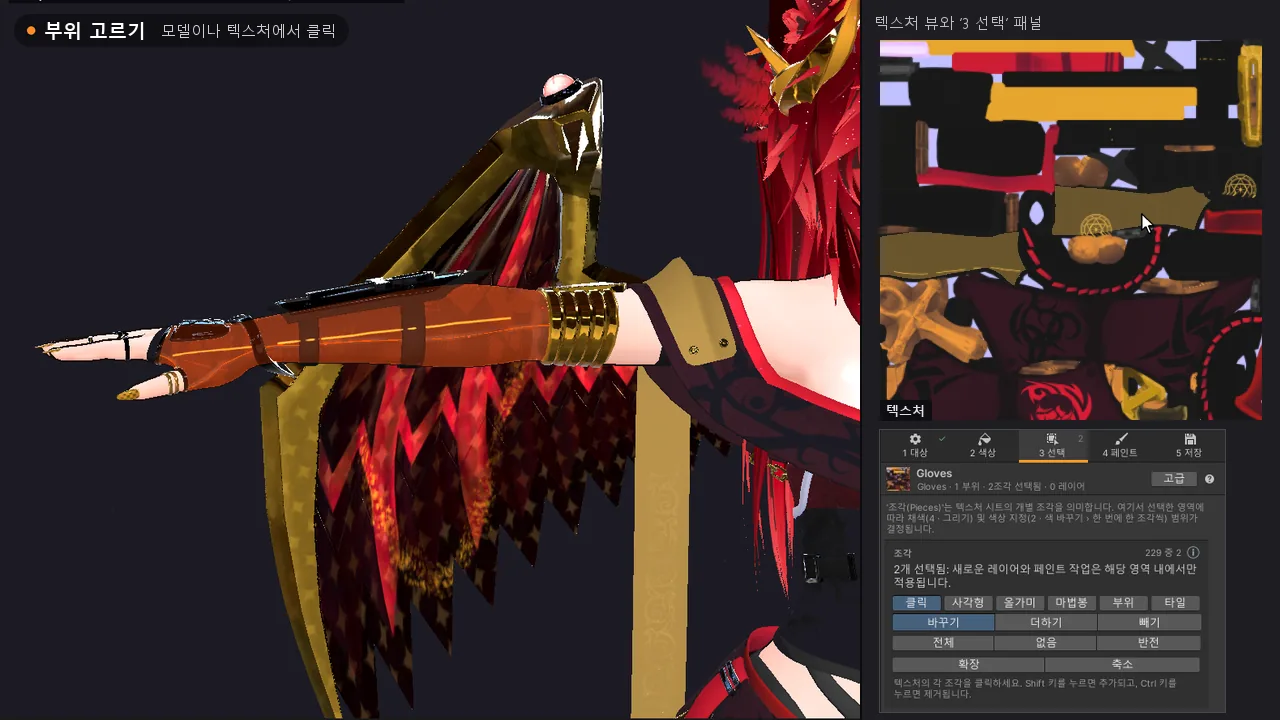 부위 고르기 모델이나 텍스처에서 클릭
텍스처 뷰와 '3 선택' 패널
텍스처
1 대상
2 색상
3 선택
2
4 페인트
5 저장
Gloves
Gloves · 1 부위 · 2조각 선택됨 · 0 레이어
고급
?
'조각(Pieces)'는 텍스처 시트의 개별 조각을 의미합니다. 여기서 선택한 영역에
따라 채색(4 · 그리기) 및 색상 지정(2 · 색 바꾸기 › 한 번에 한 조각씩) 범위가
결정됩니다.
조각
229 중 2
2개 선택됨: 새로운 레이어와 페인트 작업은 해당 영역 내에서만
적용됩니다.
클릭 사각형 올가미 마법봉 부위 타일
바꾸기 더하기 빼기
전체 없음 반전
확장 축소
텍스처의 각 조각을 클릭하세요. Shift 키를 누르면 추가되고, Ctrl 키를
누르면 제거됩니다.